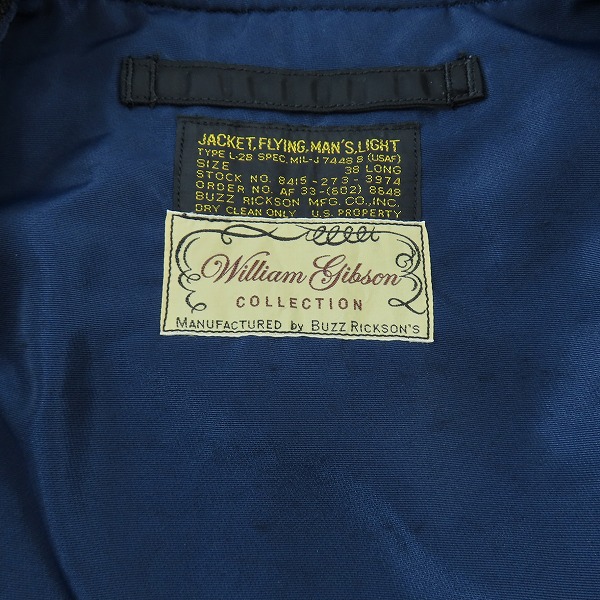 JACKET, FLYING, MAN'S, LIGHT
TYPE L-2B SPEC. MIL-J 7448 B (USAF)
SIZE 38 LONG
STOCK NO. 8415-273-3974
ORDER NO. AF 33-(602) 8548
BUZZ RICKSON MFG. CO., INC.
DRY CLEAN ONLY U.S. PROPERTY
William Gibson
COLLECTION
MANUFACTURED by BUZZ RICKSON'S